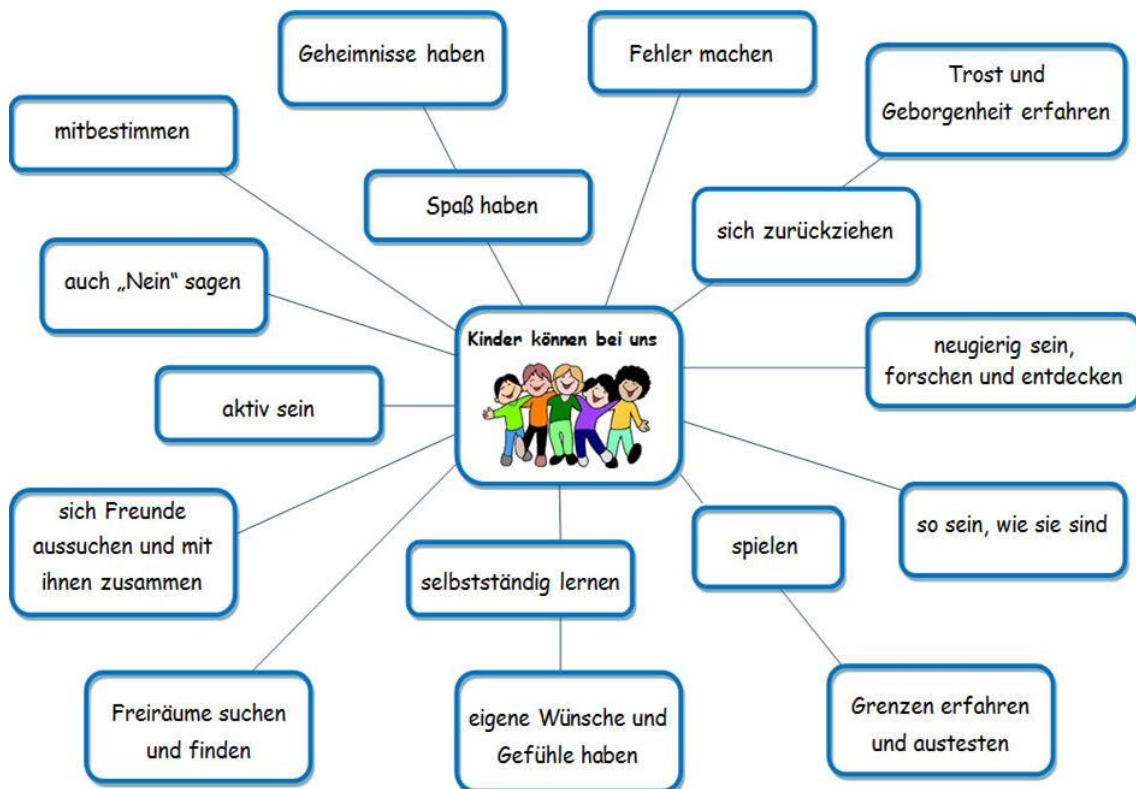 Geheimnisse haben
Fehler machen
Trost und
Geborgenheit erfahren
mitbestimmen
Spaß haben
sich zurückziehen
auch „Nein“ sagen
Kinder können bei uns
neugierig sein,
forschen und entdecken
aktiv sein
sich Freunde
aussuchen und mit
ihnen zusammen
selbstständig lernen
spielen
so sein, wie sie sind
Freiräume suchen
und finden
eigene Wünsche und
Gefühle haben
Grenzen erfahren
und austesten